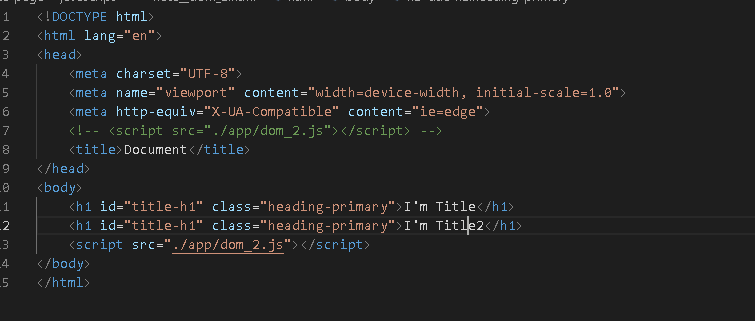 1 <!DOCTYPE html>
2 <html lang="en">
3 <head>
4 <meta charset="UTF-8">
5 <meta name="viewport" content="width=device-width, initial-scale=1.0">
6 <meta http-equiv="X-UA-Compatible" content="ie=edge">
7 <!-- <script src="./app/dom_2.js"></script> -->
8 <title>Document</title>
9 </head>
10 <body>
11 <h1 id="title-h1" class="heading-primary">I'm Title</h1>
12 <h1 id="title-h1" class="heading-primary">I'm Title2</h1>
13 <script src="./app/dom_2.js"></script>
14 </body>
15 </html>